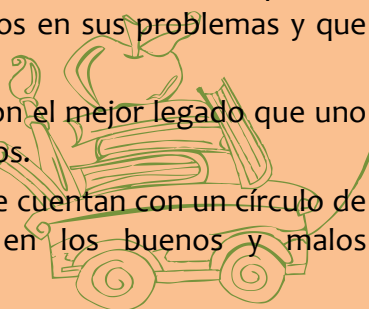 os en sus problemas y que
on el mejor legado que uno
os.
e cuentan con un círculo de
en los buenos y malos